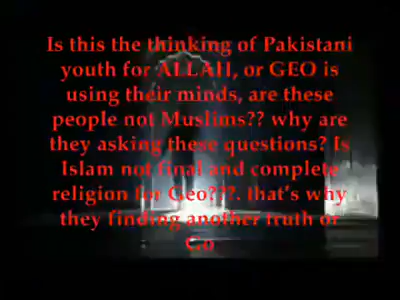 Is this the thinking of Pakistani
youth for ALLAH, or GEO is
using their minds, are these
people not Muslims?? why are
they asking these questions? Is
Islam not final and complete
religion for Geo???. that's why
they finding another truth or
Go